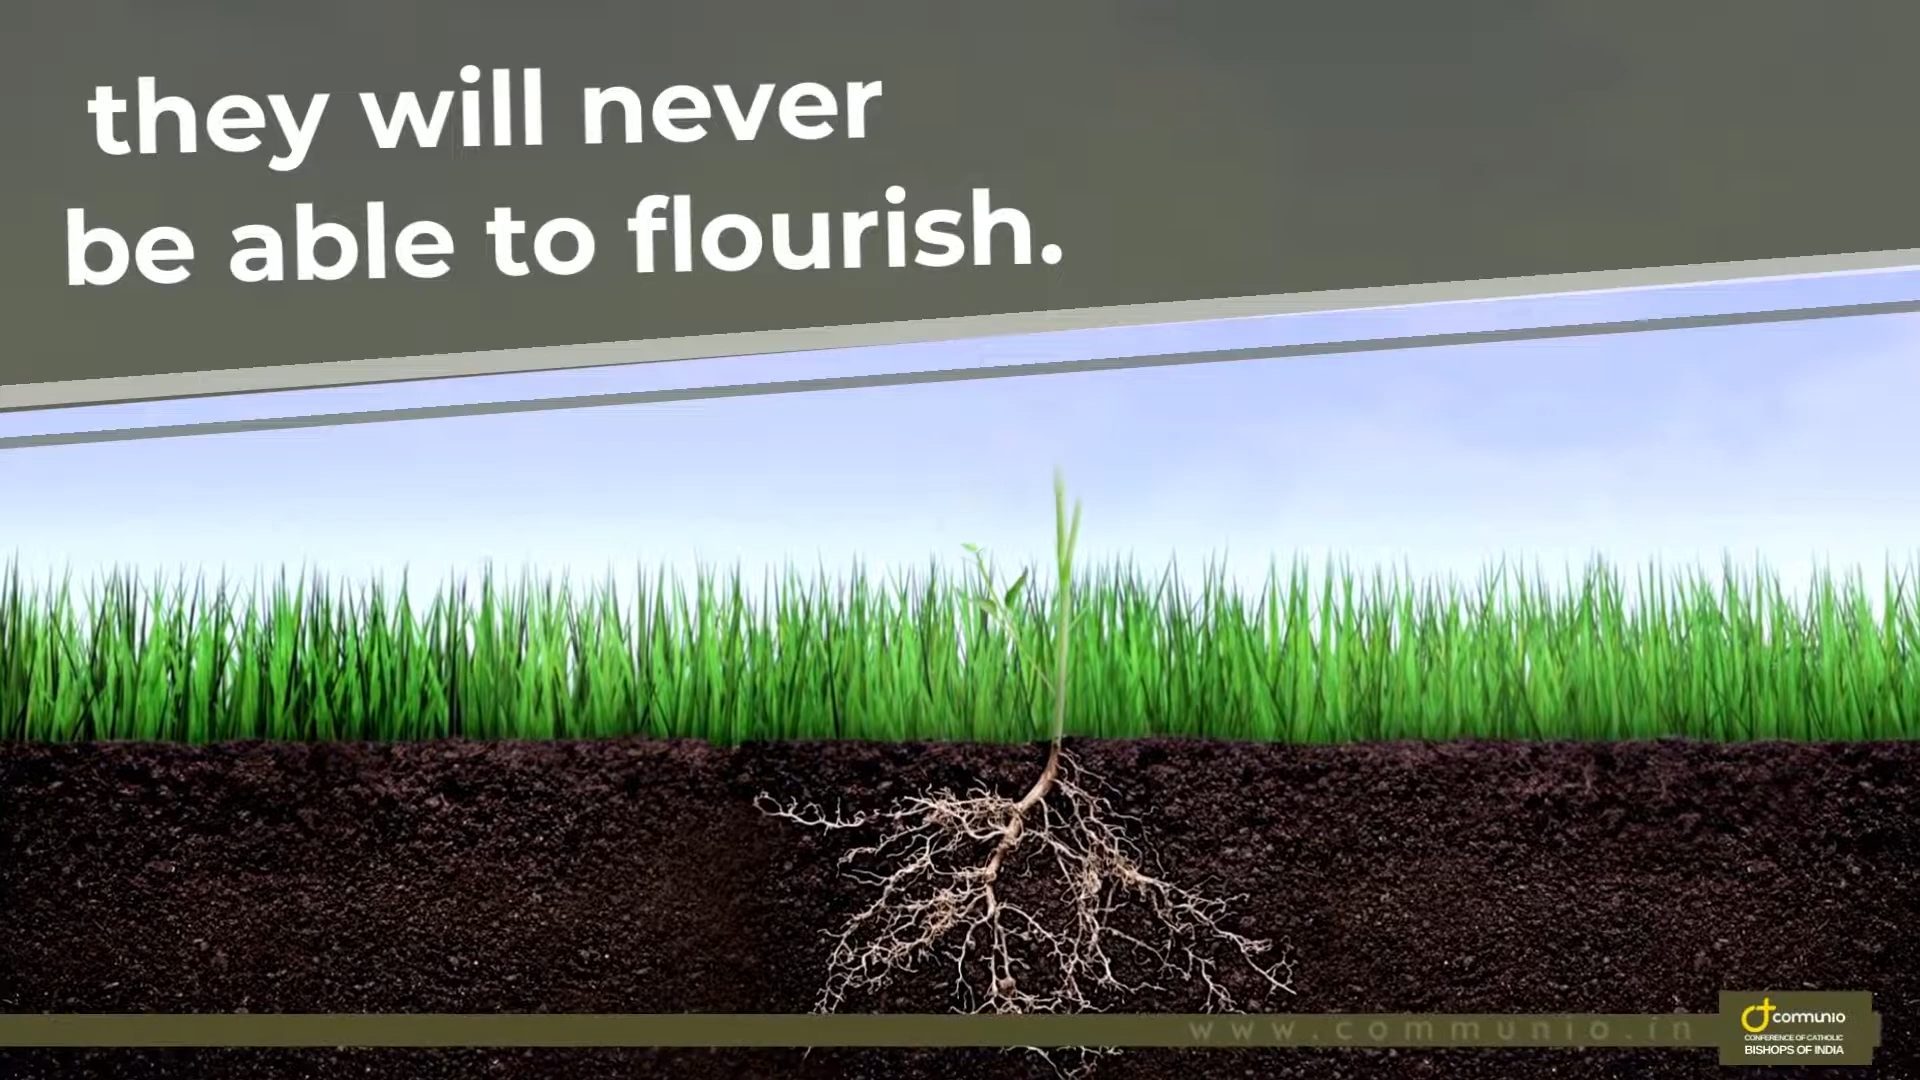 they will never
be able to flourish.
www.communio.in
communio
CONFERENCE OF CATHOLIC
BISHOPS OF INDIA